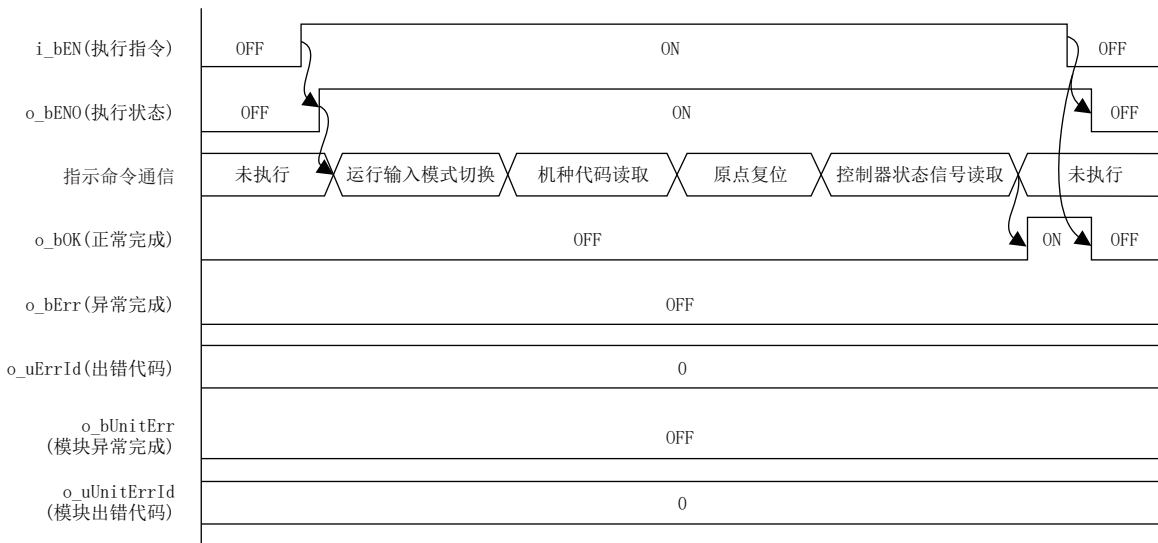 i_bEN(执行指令) OFF ON OFF
o_bENO(执行状态) OFF ON OFF
指示命令通信 未执行 运行输入模式切换 机种代码读取 原点复位 控制器状态信号读取 未执行
o_bOK(正常完成) OFF ON OFF
o_bErr(异常完成) OFF
o_uErrId(出错代码) 0
o_bUnitErr
(模块异常完成) OFF
o_uUnitErrId
(模块出错代码) 0